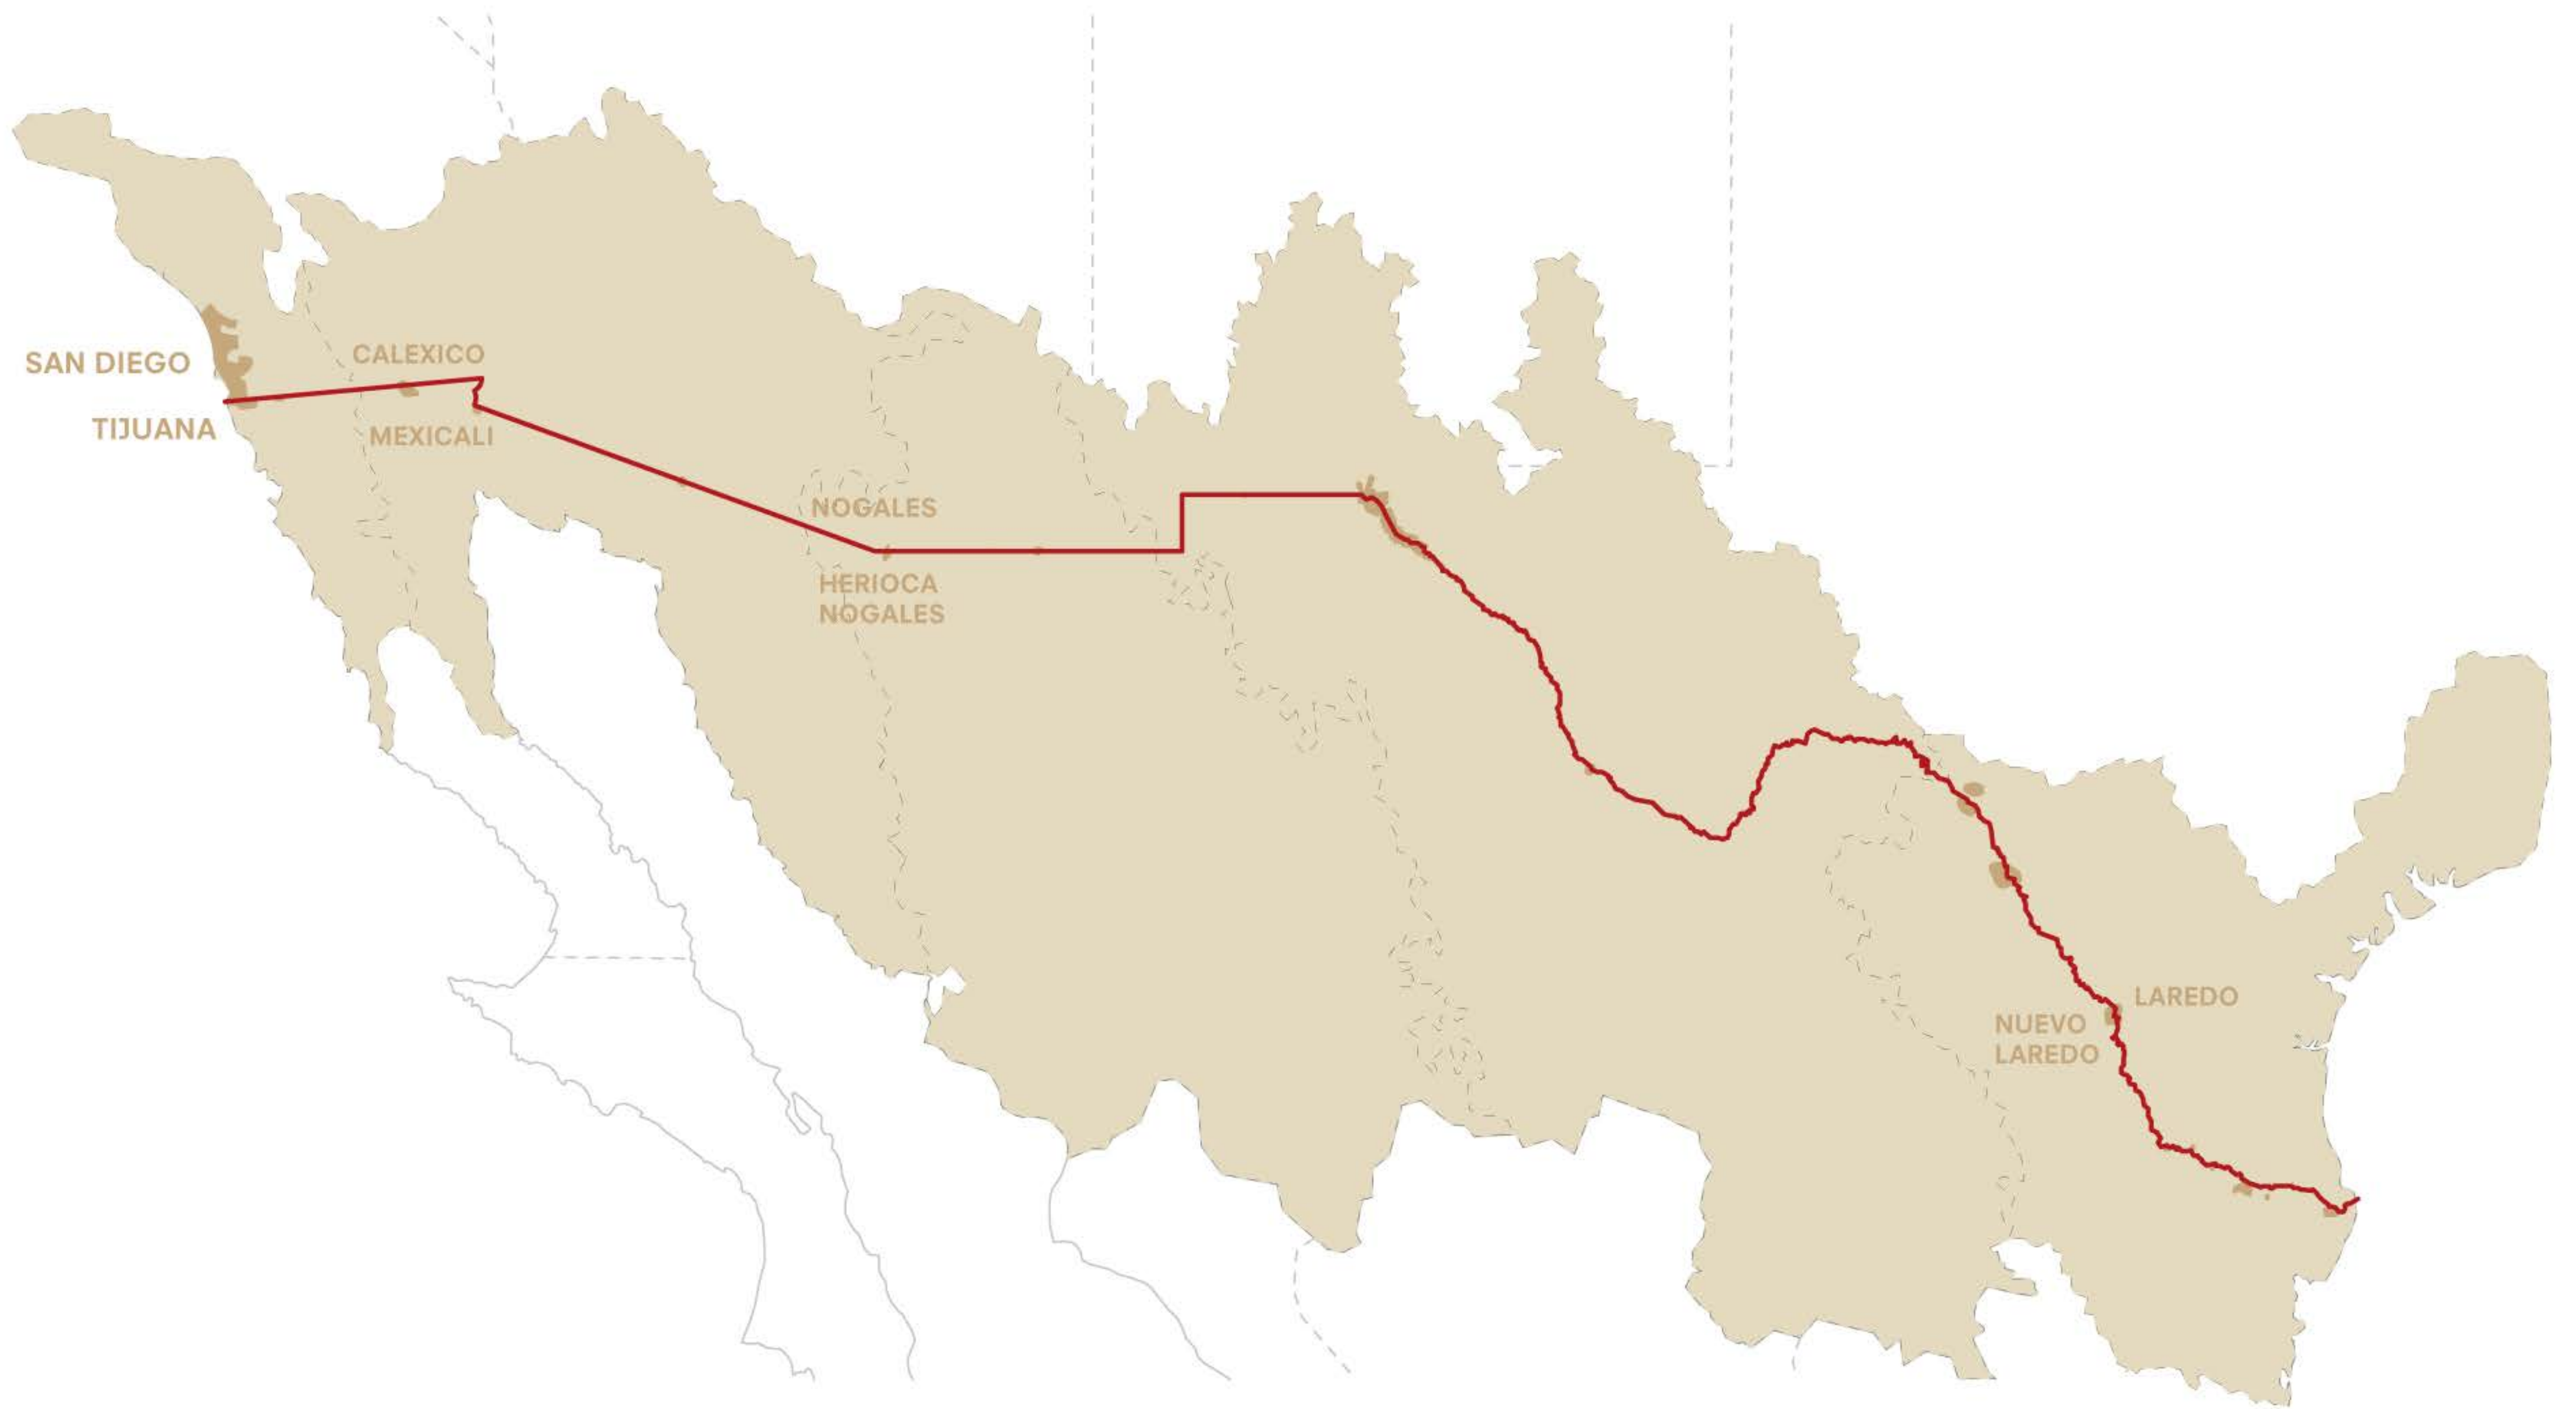 SAN DIEGO
TIJUANA
CALEXICO
MEXICALI
NOGALES
HERIOCA
NOGALES
LAREDO
NUEVO
LAREDO